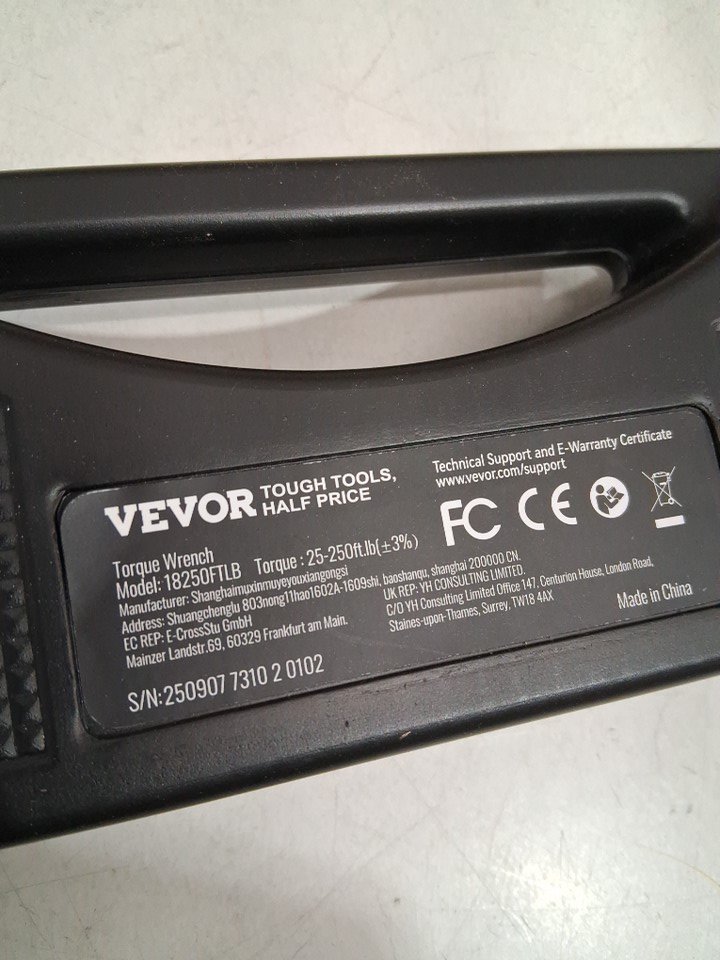 VEVOR TOUGH TOOLS,
HALF PRICE
Torque Wrench
Model: 18250FTLB Torque : 25-250ft.lb(±3%)
Manufacturer: Shanghaimuxinmuyeyouxiangongsi
Address: Shuangchenglu 803nong11hao1602A-1609shi, baoshanqu, shanghai 200000 CN.
EC REP: E-CrossStu GmbH
Mainzer Landstr.69, 60329 Frankfurt am Main.
S/N:250907 7310 2 0102
Technical Support and E-Warranty Certificate
www.vevor.com/support
FC CE
UK REP: YH CONSULTING LIMITED.
C/O YH Consulting Limited Office 147, Centurion House, London Road,
Staines-upon-Thames, Surrey, TW18 4AX
Made in China